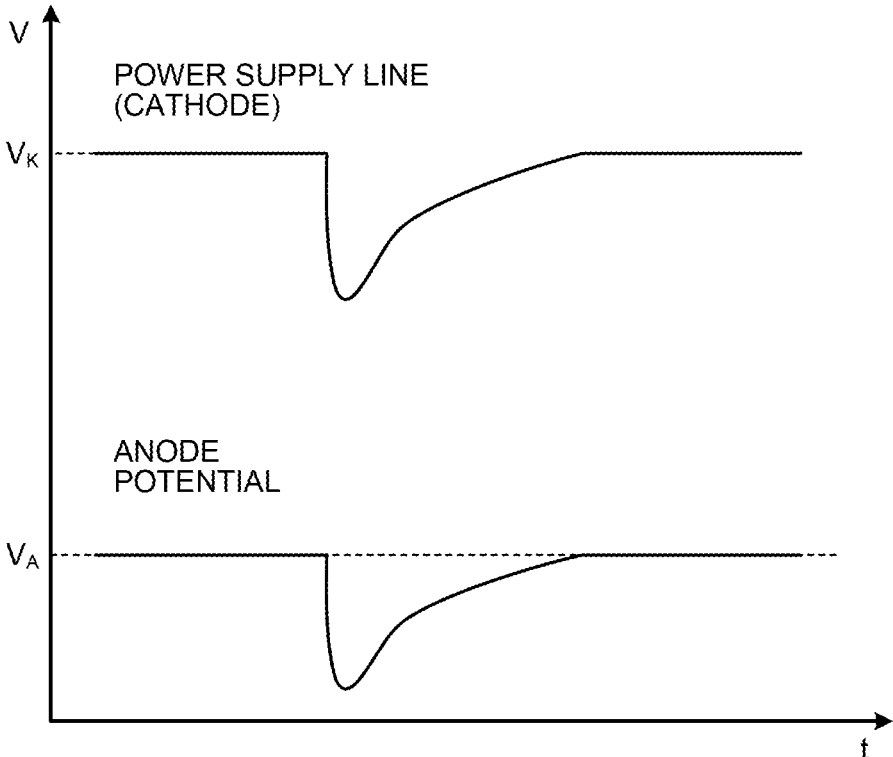 V
POWER SUPPLY LINE
(CATHODE)
VK
ANODE
POTENTIAL
VA
t